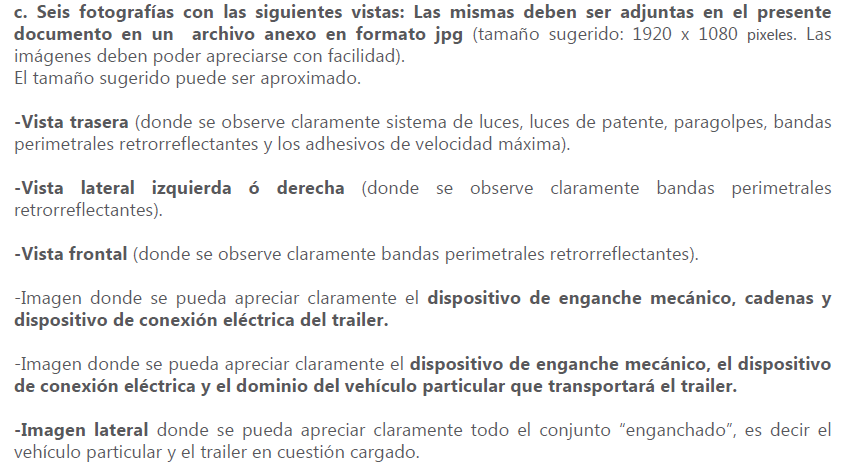 c. Seis fotografías con las siguientes vistas: Las mismas deben ser adjuntas en el presente
documento en un archivo anexo en formato jpg (tamaño sugerido: 1920 x 1080 pixeles. Las
imágenes deben poder apreciarse con facilidad).
El tamaño sugerido puede ser aproximado.
-Vista trasera (donde se observe claramente sistema de luces, luces de patente, paragolpes, bandas
perimetrales retrorreflectantes y los adhesivos de velocidad máxima).
-Vista lateral izquierda ó derecha (donde se observe claramente bandas perimetrales
retrorreflectantes).
-Vista frontal (donde se observe claramente bandas perimetrales retrorreflectantes).
-Imagen donde se pueda apreciar claramente el dispositivo de enganche mecánico, cadenas y
dispositivo de conexión eléctrica del trailer.
-Imagen donde se pueda apreciar claramente el dispositivo de enganche mecánico, el dispositivo
de conexión eléctrica y el dominio del vehículo particular que transportará el trailer.
-Imagen lateral donde se pueda apreciar claramente todo el conjunto “enganchado”, es decir el
vehículo particular y el trailer en cuestión cargado.